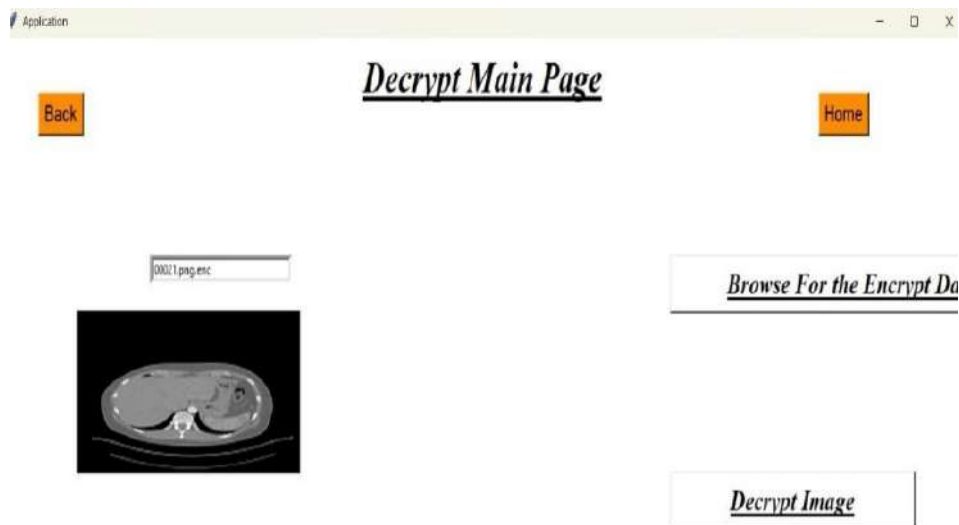 Application
Decrypt Main Page
Back
Home
00021.png.enc
Browse For the Encrypt Da
Decrypt Image